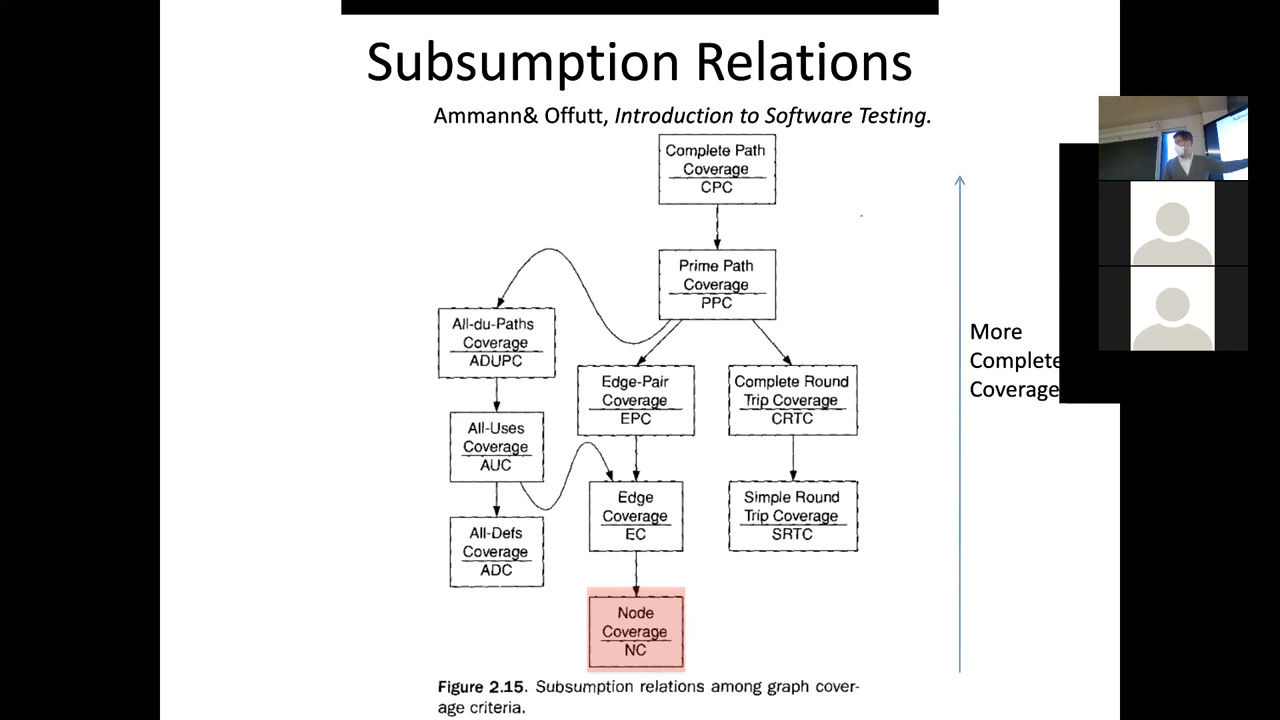 Subsumption Relations
Ammann& Offutt, Introduction to Software Testing.
Complete Path
Coverage
CPC
Prime Path
Coverage
PPC
All-du-Paths
Coverage
ADUPC
Edge-Pair
Coverage
EPC
Complete Round
Trip Coverage
CRTC
All-Uses
Coverage
AUC
Edge
Coverage
EC
Simple Round
Trip Coverage
SRTC
All-Defs
Coverage
ADC
Node
Coverage
NC
More
Complete
Coverage
Figure 2.15. Subsumption relations among graph cover-
age criteria.